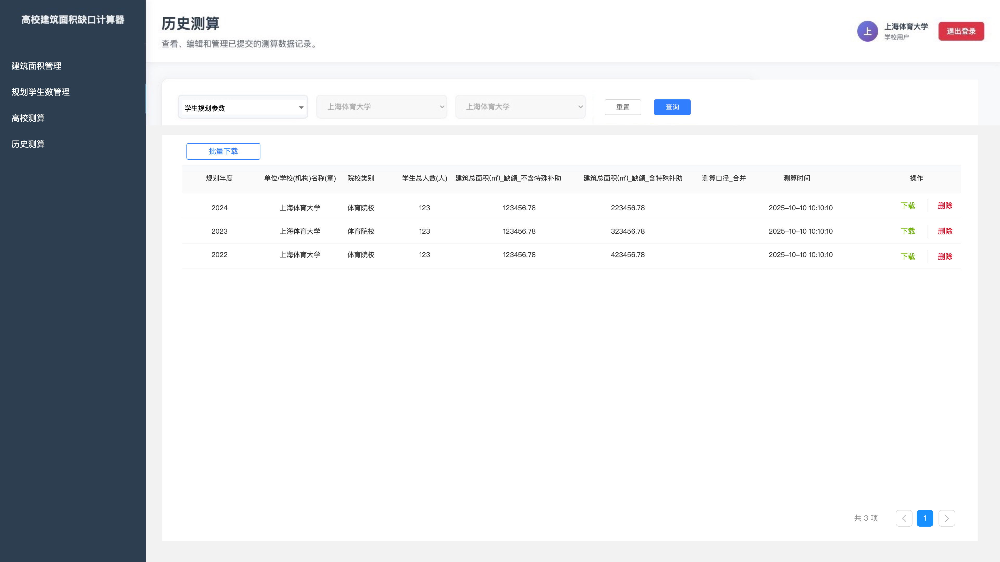 高校建筑面积缺口计算器
建筑面积管理
规划学生数管理
高校测算
历史测算
历史测算
查看、编辑和管理已提交的测算数据记录。
上
上海体育大学
学校用户
退出登录
学生规划参数
上海体育大学
上海体育大学
重置
查询
批量下载
规划年度 单位/学校(机构)名称(章) 院校类别 学生总人数(人) 建筑总面积(㎡)_缺额_不含特殊补助 建筑总面积(㎡)_缺额_含特殊补助 测算口径_合并 测算时间 操作
2024 上海体育大学 体育院校 123 123456.78 223456.78 2025-10-10 10:10:10 下载 删除
2023 上海体育大学 体育院校 123 123456.78 323456.78 2025-10-10 10:10:10 下载 删除
2022 上海体育大学 体育院校 123 123456.78 423456.78 2025-10-10 10:10:10 下载 删除
共 3 项 1